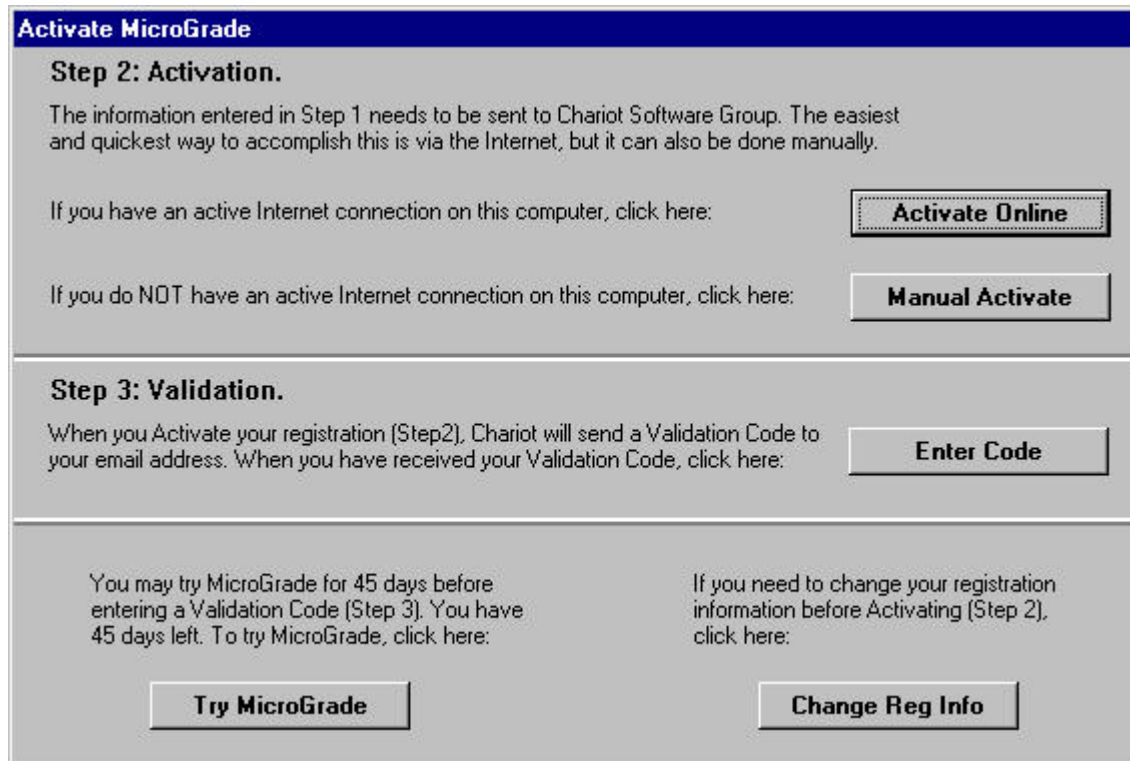 Activate MicroGrade
Step 2: Activation.
The information entered in Step 1 needs to be sent to Chariot Software Group. The easiest
and quickest way to accomplish this is via the Internet, but it can also be done manually.
If you have an active Internet connection on this computer, click here:
Activate Online
If you do NOT have an active Internet connection on this computer, click here:
Manual Activate
Step 3: Validation.
When you Activate your registration (Step2), Chariot will send a Validation Code to
your email address. When you have received your Validation Code, click here:
Enter Code
You may try MicroGrade for 45 days before
entering a Validation Code (Step 3). You have
45 days left. To try MicroGrade, click here:
Try MicroGrade
If you need to change your registration
information before Activating (Step 2),
click here:
Change Reg Info